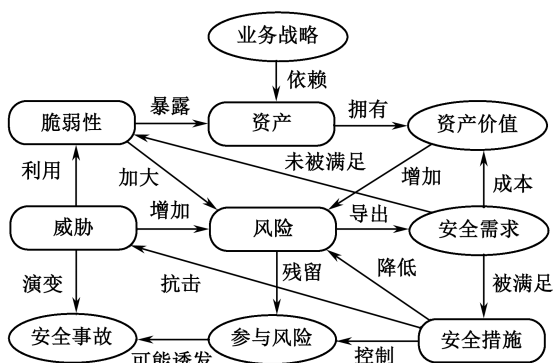 业务战略
依赖
脆弱性
暴露
资产
拥有
资产价值
未被满足
利用
加大
增加
成本
威胁
增加
风险
导出
安全需求
演变
抗击
残留
降低
被满足
安全事故
可能诱发
参与风险
控制
安全措施